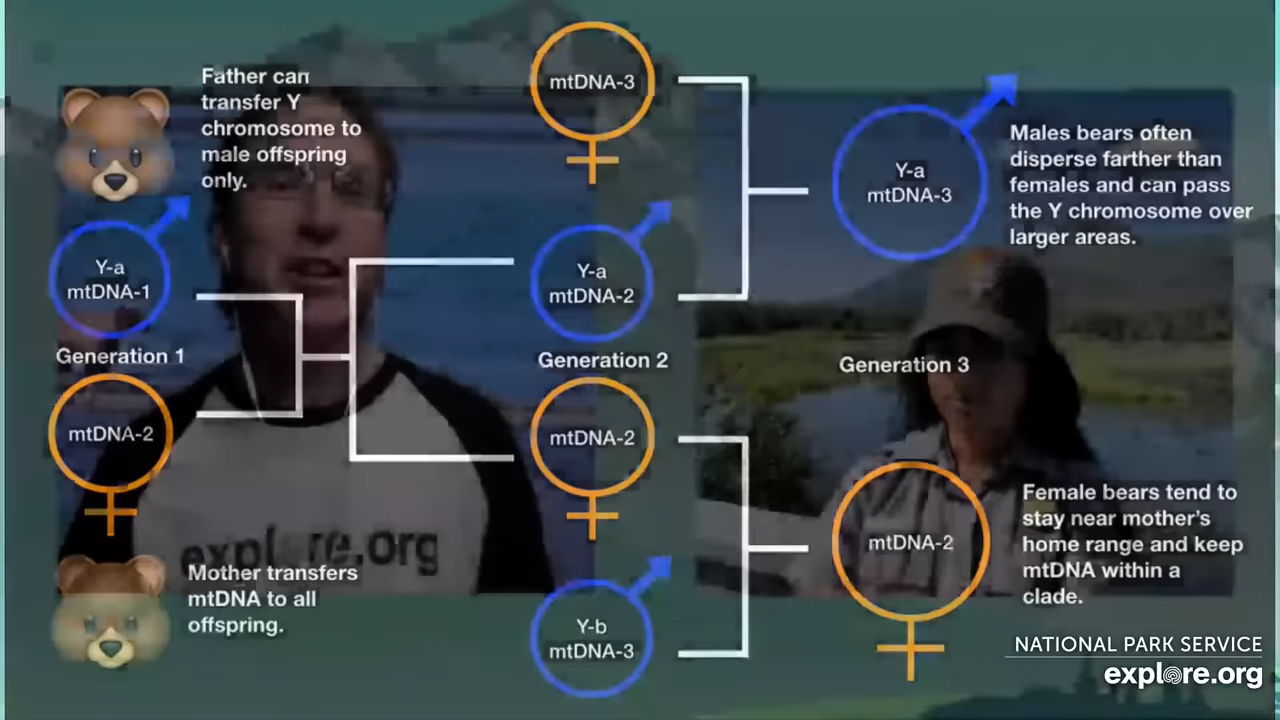 Father can
transfer Y
chromosome to
male offspring
only.
Y-a
mtDNA-1
Generation 1
mtDNA-2
Mother transfers
mtDNA to all
offspring.
explore.org
mtDNA-3
Y-a
mtDNA-2
Generation 2
mtDNA-2
Y-b
mtDNA-3
Y-a
mtDNA-3
Males bears often
disperse farther than
females and can pass
the Y chromosome over
larger areas.
Generation 3
mtDNA-2
Female bears tend to
stay near mother's
home range and keep
mtDNA within a
clade.
NATIONAL PARK SERVICE
explore.org